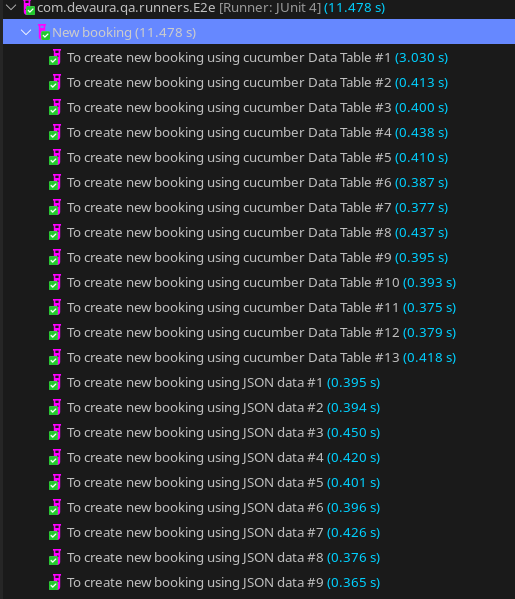 com.devaura.qa.runners.E2e [Runner: JUnit 4] (11.478 s)
New booking (11.478 s)
To create new booking using cucumber Data Table #1 (3.030 s)
To create new booking using cucumber Data Table #2 (0.413 s)
To create new booking using cucumber Data Table #3 (0.400 s)
To create new booking using cucumber Data Table #4 (0.438 s)
To create new booking using cucumber Data Table #5 (0.410 s)
To create new booking using cucumber Data Table #6 (0.387 s)
To create new booking using cucumber Data Table #7 (0.377 s)
To create new booking using cucumber Data Table #8 (0.437 s)
To create new booking using cucumber Data Table #9 (0.395 s)
To create new booking using cucumber Data Table #10 (0.393 s)
To create new booking using cucumber Data Table #11 (0.375 s)
To create new booking using cucumber Data Table #12 (0.379 s)
To create new booking using cucumber Data Table #13 (0.418 s)
To create new booking using JSON data #1 (0.395 s)
To create new booking using JSON data #2 (0.394 s)
To create new booking using JSON data #3 (0.450 s)
To create new booking using JSON data #4 (0.420 s)
To create new booking using JSON data #5 (0.401 s)
To create new booking using JSON data #6 (0.396 s)
To create new booking using JSON data #7 (0.426 s)
To create new booking using JSON data #8 (0.376 s)
To create new booking using JSON data #9 (0.365 s)